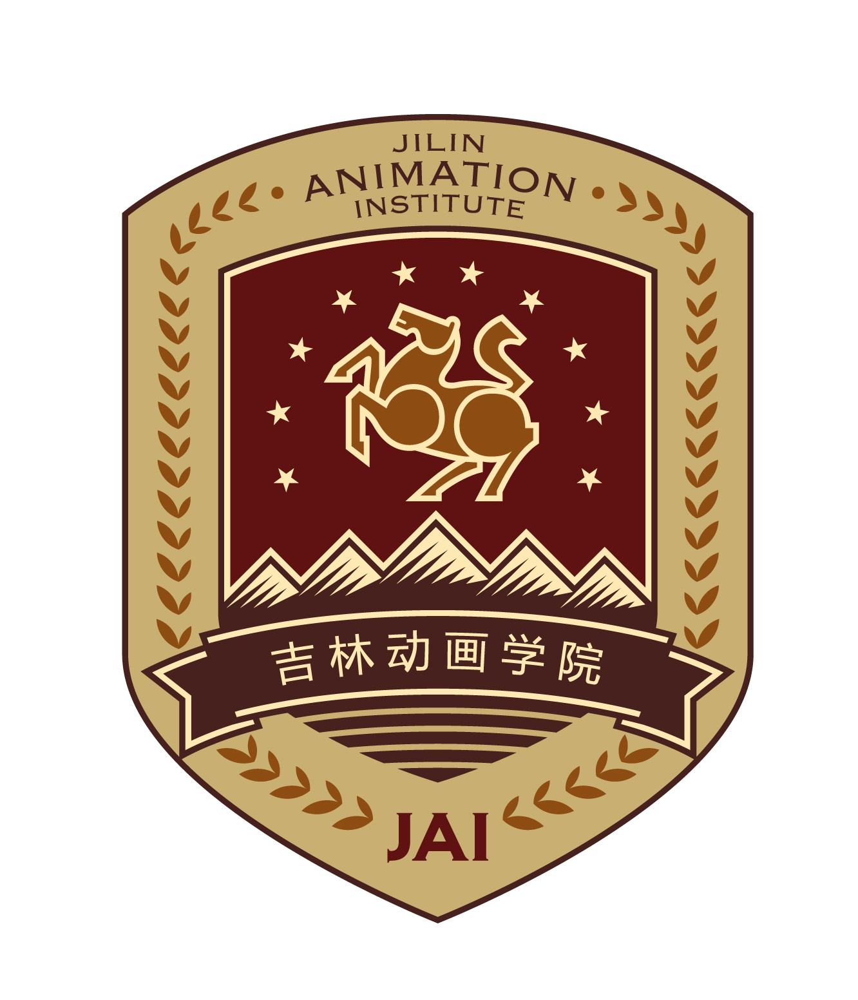 JILIN
ANIMATION
INSTITUTE
吉林动画学院
JAI